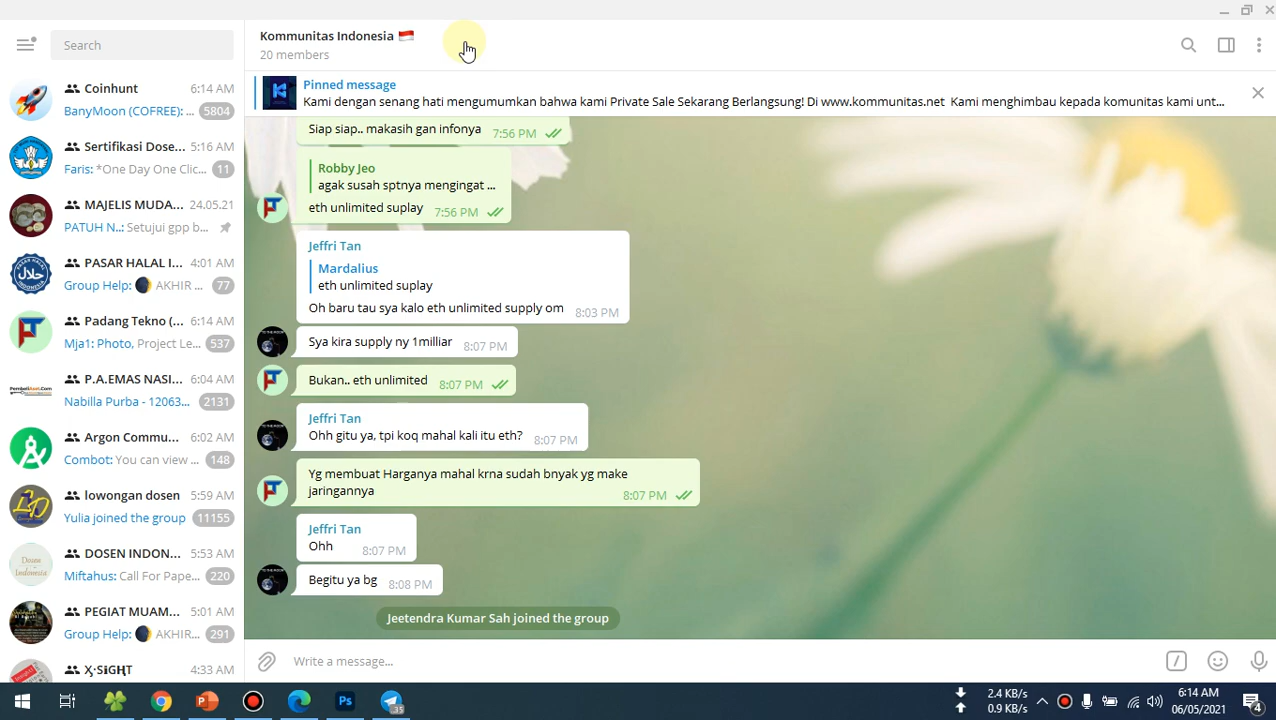 Search
Coinhunt 6:14 AM
BanyMoon (COFREE): ... 5804
Sertifikasi Dose... 5:16 AM
Faris: *One Day One Clic... 11
MAJELIS MUDA... 24.05.21
PATUH N..: Setujui gpp b...
PASAR HALAL I... 4:01 AM
Group Help: 🌒 AKHIR ... 77
Padang Tekno (... 6:14 AM
Mja1: Photo, Project Le... 537
P.A.EMAS NASI... 6:04 AM
Nabilla Purba - 12063... 2131
Argon Commu... 6:02 AM
Combot: You can view ... 148
lowongan dosen 5:59 AM
Yulia joined the group 11155
DOSEN INDON... 5:53 AM
Miftahus: Call For Pape... 220
PEGIAT MUAM... 5:01 AM
Group Help: 🌒 AKHIR... 291
4:33 AM
PembeliAset.Com
Dosen
Indonesia
Kommunitas Indonesia 🇮🇩
20 members
Pinned message
Kami dengan senang hati mengumumkan bahwa kami Private Sale Sekarang Berlangsung! Di www.kommunitas.net Kami menghimbau kepada komunitas kami unt...
Siap siap.. makasih gan infonya 7:56 PM
Robby Jeo
agak susah sptnya mengingat ...
eth unlimited suplay 7:56 PM
Jeffri Tan
Mardalius
eth unlimited suplay
Oh baru tau sya kalo eth unlimited supply om 8:03 PM
Sya kira supply ny 1milliar 8:07 PM
Bukan.. eth unlimited 8:07 PM
Jeffri Tan
Ohh gitu ya, tpi koq mahal kali itu eth? 8:07 PM
Yg membuat Harganya mahal krna sudah bnyak yg make
jaringannya 8:07 PM
Jeffri Tan
Ohh 8:07 PM
Begitu ya bg 8:08 PM
Jeetendra Kumar Sah joined the group
Write a message...
Ps
35
2.4 KB/s
0.9 KB/s
6:14 AM
06/05/2021
4